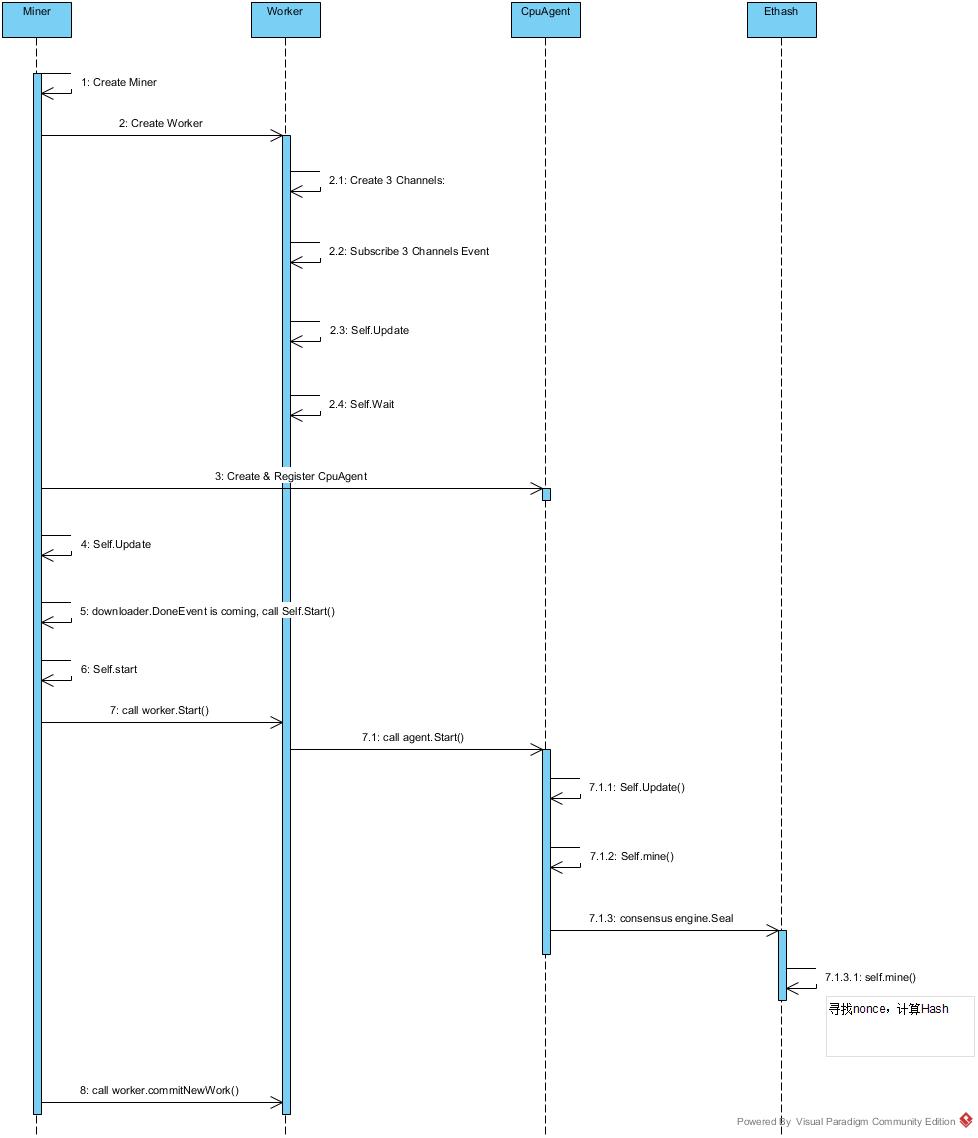 Miner
Worker
CpuAgent
Ethash
1: Create Miner
2: Create Worker
2.1: Create 3 Channels:
2.2: Subscribe 3 Channels Event
2.3: Self.Update
2.4: Self.Wait
3: Create & Register CpuAgent
4: Self.Update
5: downloader.DoneEvent is coming, call Self.Start()
6: Self.start
7: call worker.Start()
7.1: call agent.Start()
7.1.1: Self.Update()
7.1.2: Self.mine()
7.1.3: consensus engine.Seal
7.1.3.1: self.mine()
寻找nonce，计算Hash
8: call worker.commitNewWork()
Powered By Visual Paradigm Community Edition